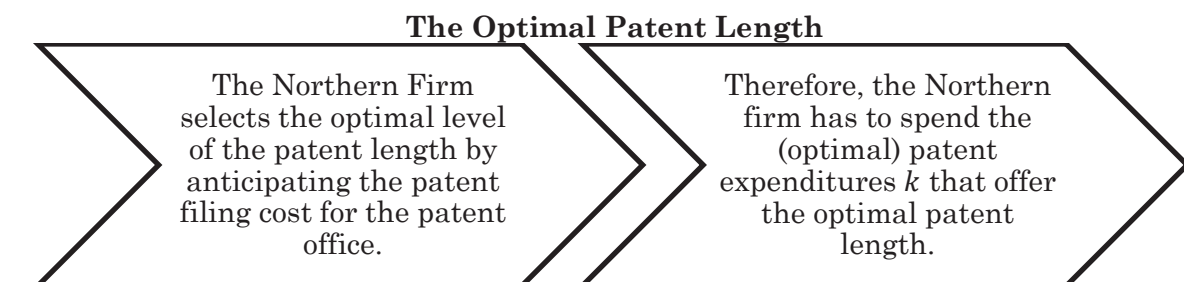 The Optimal Patent Length
The Northern Firm
selects the optimal level
of the patent length by
anticipating the patent
filing cost for the patent
office.
Therefore, the Northern
firm has to spend the
(optimal) patent
expenditures k that offer
the optimal patent
length.